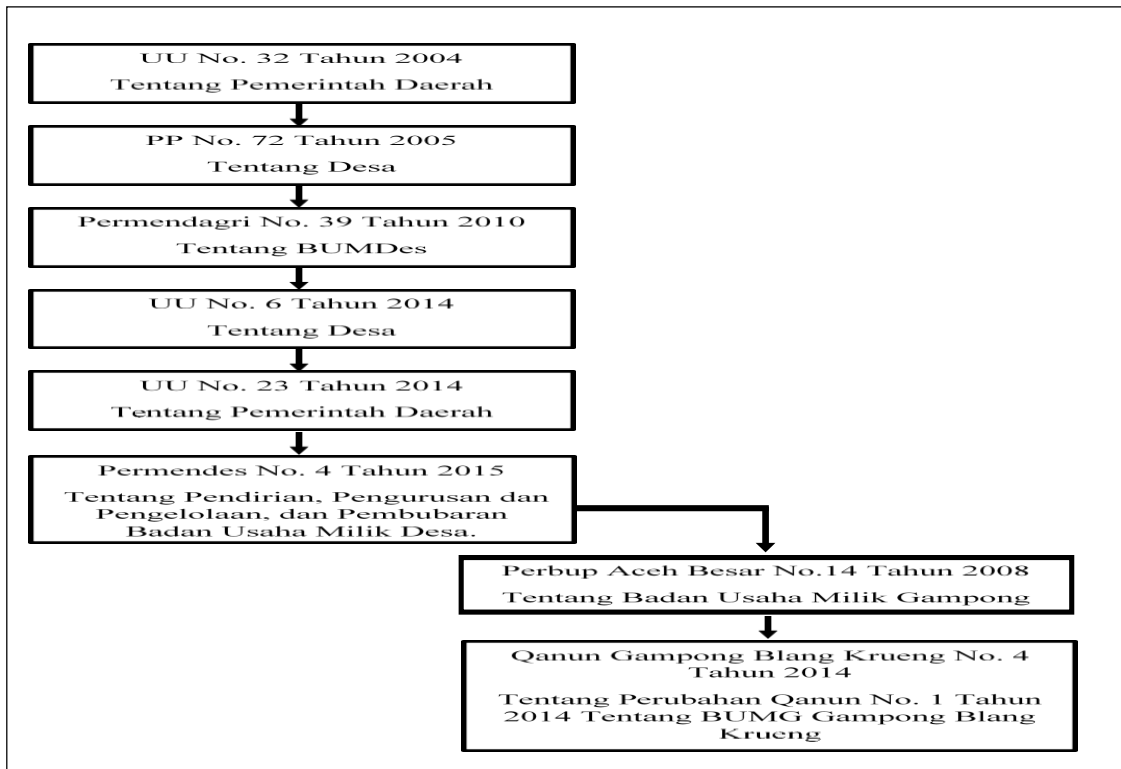 UU No. 32 Tahun 2004
Tentang Pemerintah Daerah
PP No. 72 Tahun 2005
Tentang Desa
Permendagri No. 39 Tahun 2010
Tentang BUMDes
UU No. 6 Tahun 2014
Tentang Desa
UU No. 23 Tahun 2014
Tentang Pemerintah Daerah
Permendes No. 4 Tahun 2015
Tentang Pendirian, Pengurusan dan
Pengelolaan, dan Pembubaran
Badan Usaha Milik Desa.
Perbup Aceh Besar No.14 Tahun 2008
Tentang Badan Usaha Milik Gampong
Qanun Gampong Blang Krueng No. 4
Tahun 2014
Tentang Perubahan Qanun No. 1 Tahun
2014 Tentang BUMG Gampong Blang
Krueng